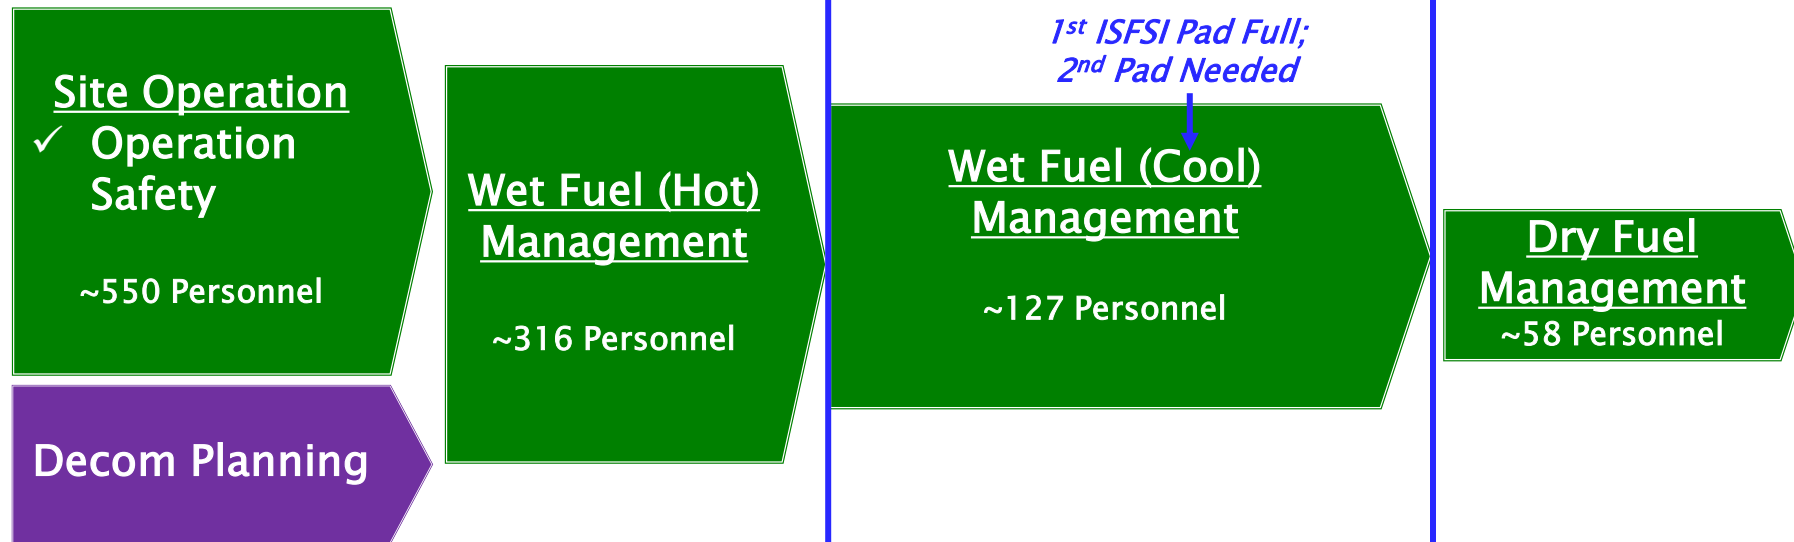 Site Operation
✓ Operation
Safety
~550 Personnel
Decom Planning
Wet Fuel (Hot)
Management
~316 Personnel
1st ISFSI Pad Full;
2nd Pad Needed
Wet Fuel (Cool)
Management
~127 Personnel
Dry Fuel
Management
~58 Personnel